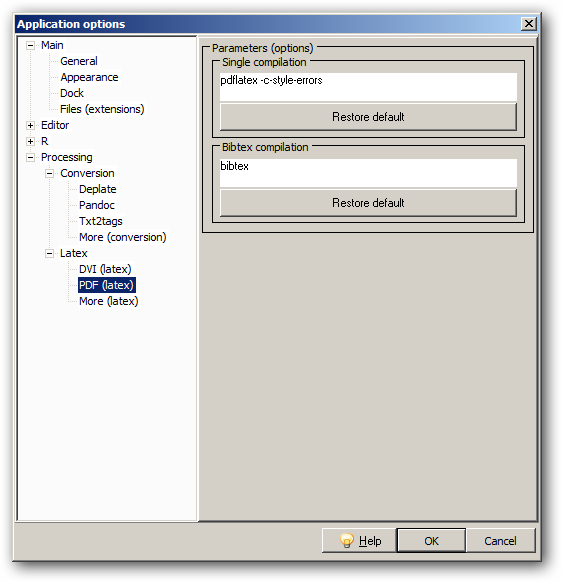 Application options
Main
General
Appearance
Dock
Files (extensions)
Editor
R
Processing
Conversion
Deplate
Pandoc
Txt2tags
More (conversion)
Latex
DVI (latex)
PDF (latex)
More (latex)
Parameters (options)
Single compilation
pdflatex -c-style-errors
Restore default
Bibtex compilation
bibtex
Restore default
Help
OK
Cancel